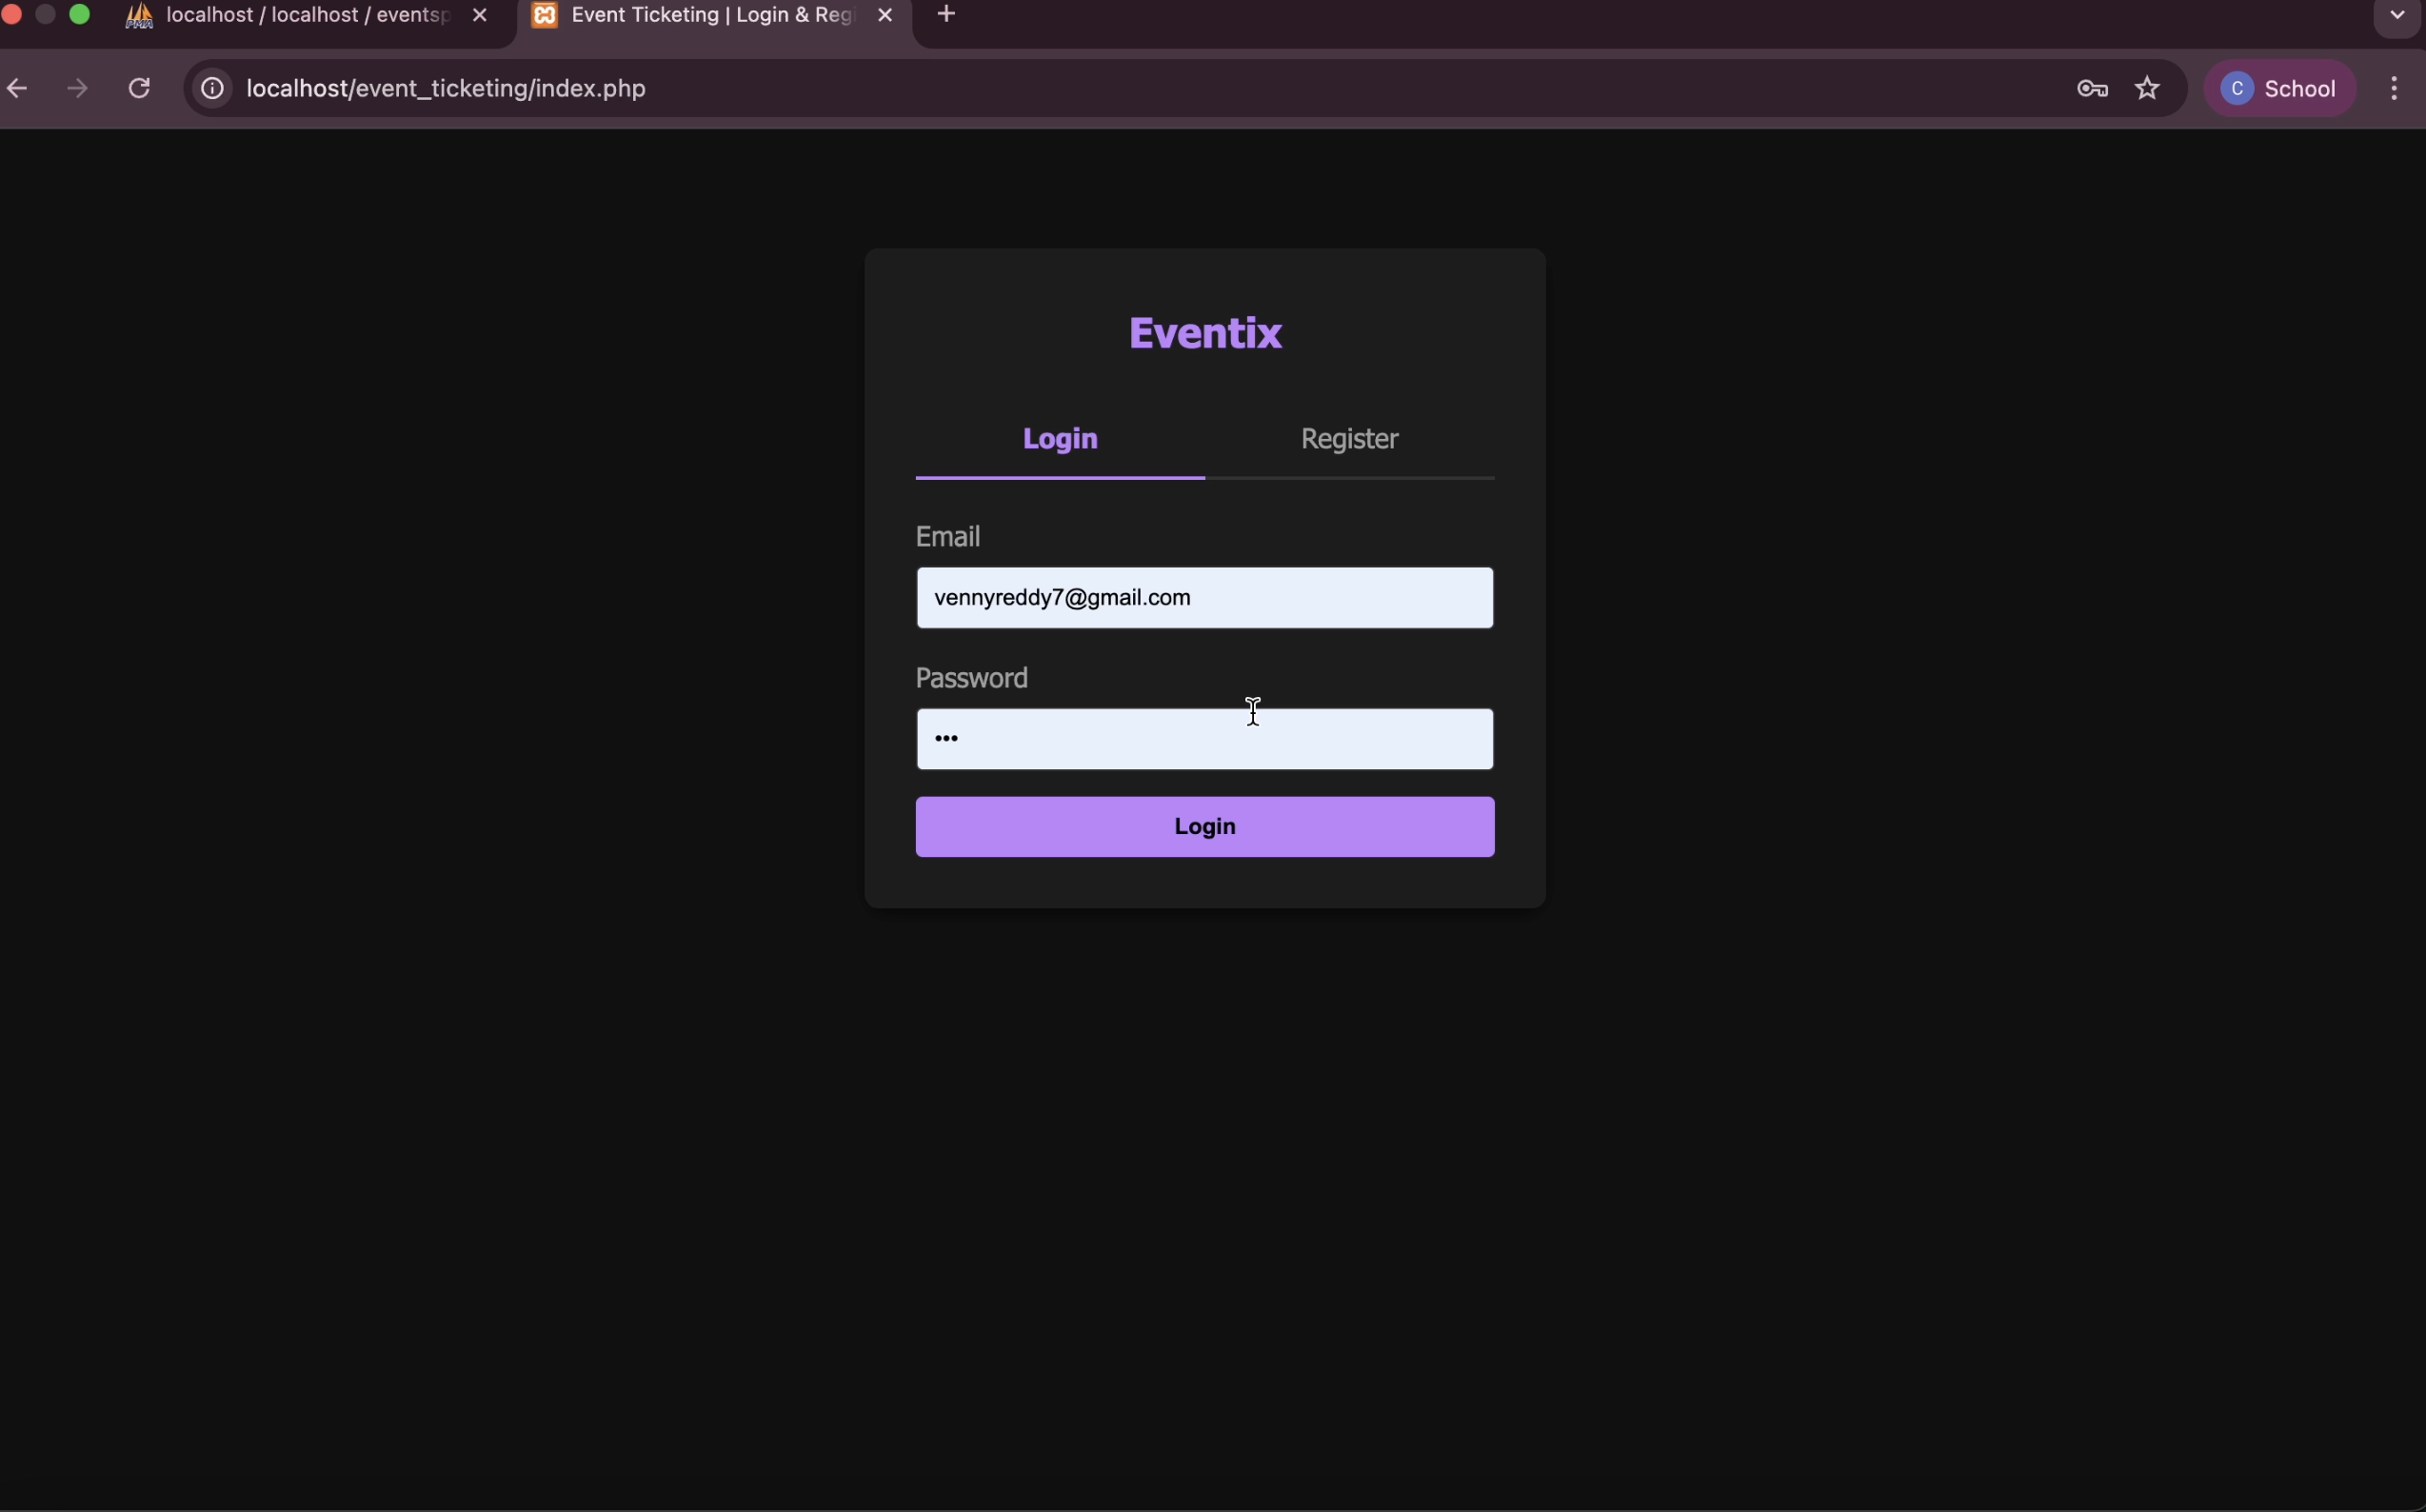 localhost / localhost / eventsp
Event Ticketing | Login & Regi
localhost/event_ticketing/index.php
C School
Eventix
Login Register
Email
vennyreddy7@gmail.com
Password
•••
Login